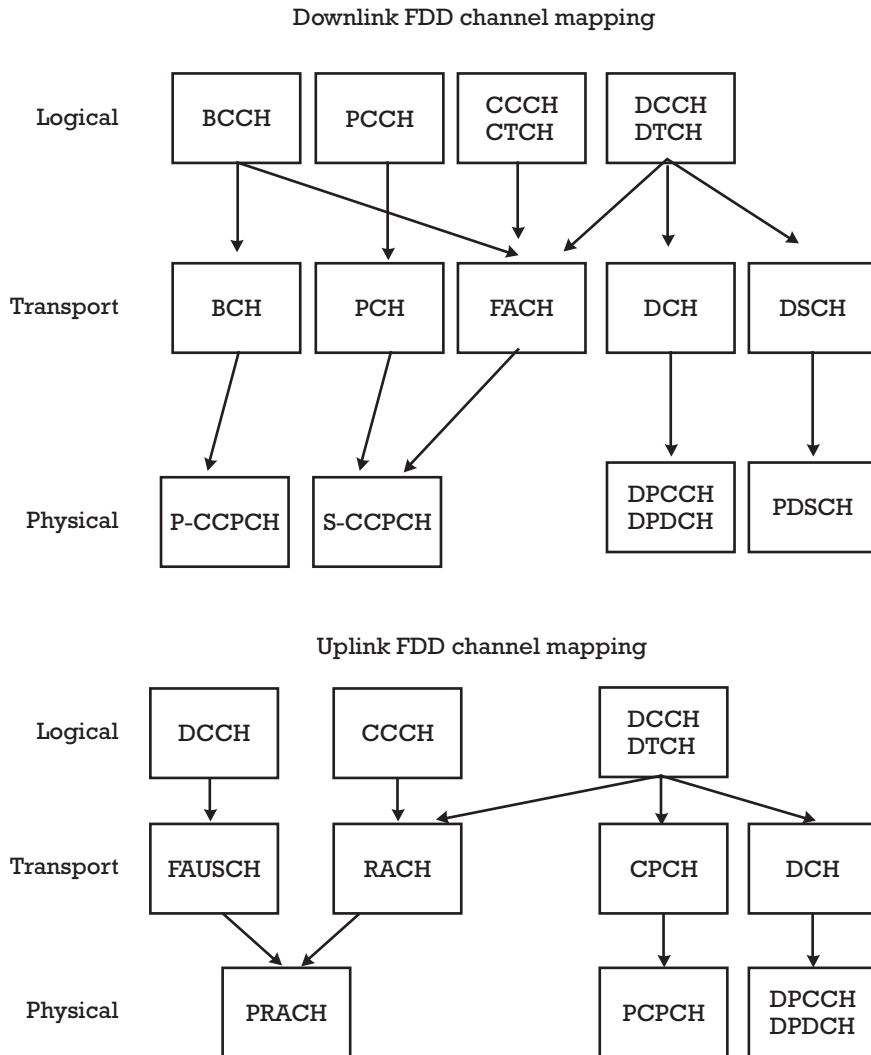 Downlink FDD channel mapping
Logical
BCCH
PCCH
CCCH
CTCH
DCCH
DTCH
Transport
BCH
PCH
FACH
DCH
DSCH
Physical
P-CCPCH
S-CCPCH
DPCCH
DPDCH
PDSCH
Uplink FDD channel mapping
Logical
DCCH
CCCH
DCCH
DTCH
Transport
FAUSCH
RACH
CPCH
DCH
Physical
PRACH
PCPCH
DPCCH
DPDCH